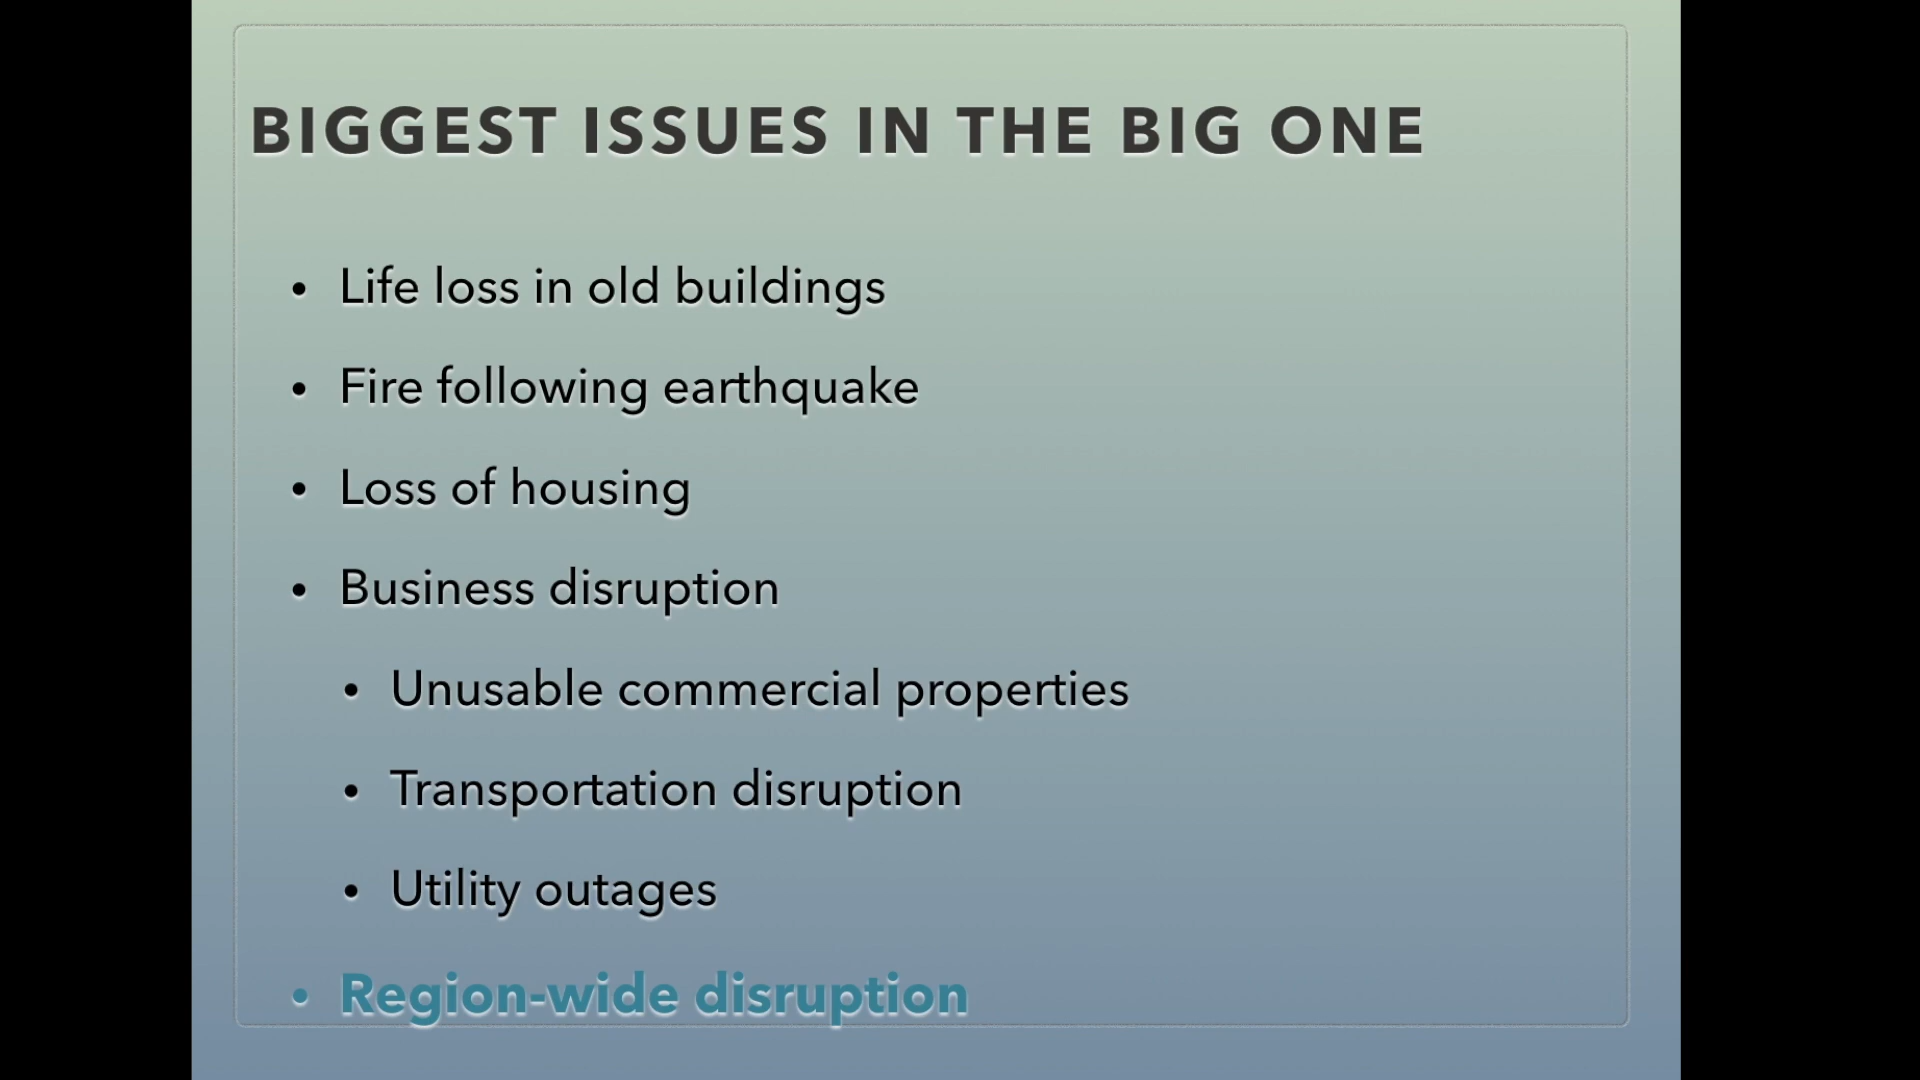 BIGGEST ISSUES IN THE BIG ONE
• Life loss in old buildings
• Fire following earthquake
• Loss of housing
• Business disruption
• Unusable commercial properties
• Transportation disruption
• Utility outages
• Region-wide disruption